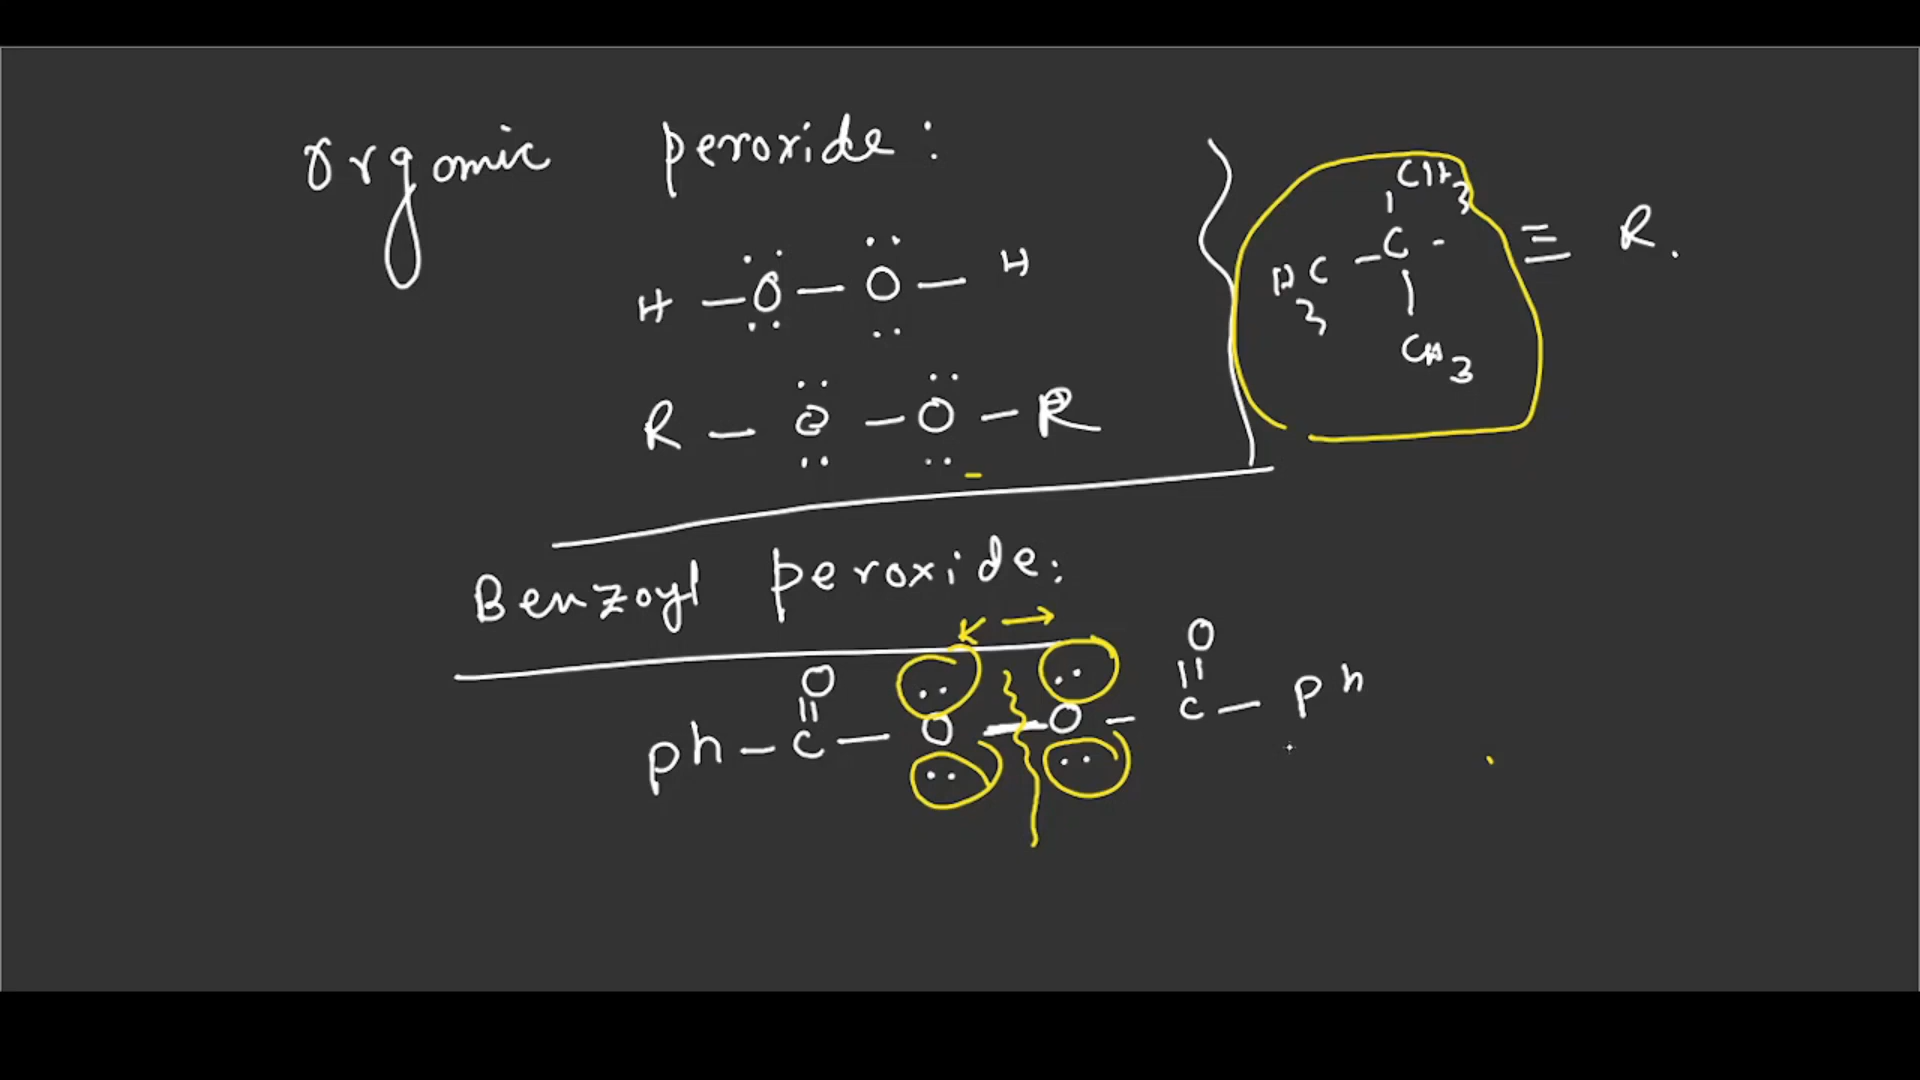 Organic peroxide:
H – O – O – H
R – O – O – R
CH3
H3C – C – ≡ R.
CH3
Benzoyl peroxide:
O O
ph – C – O – O – C – ph